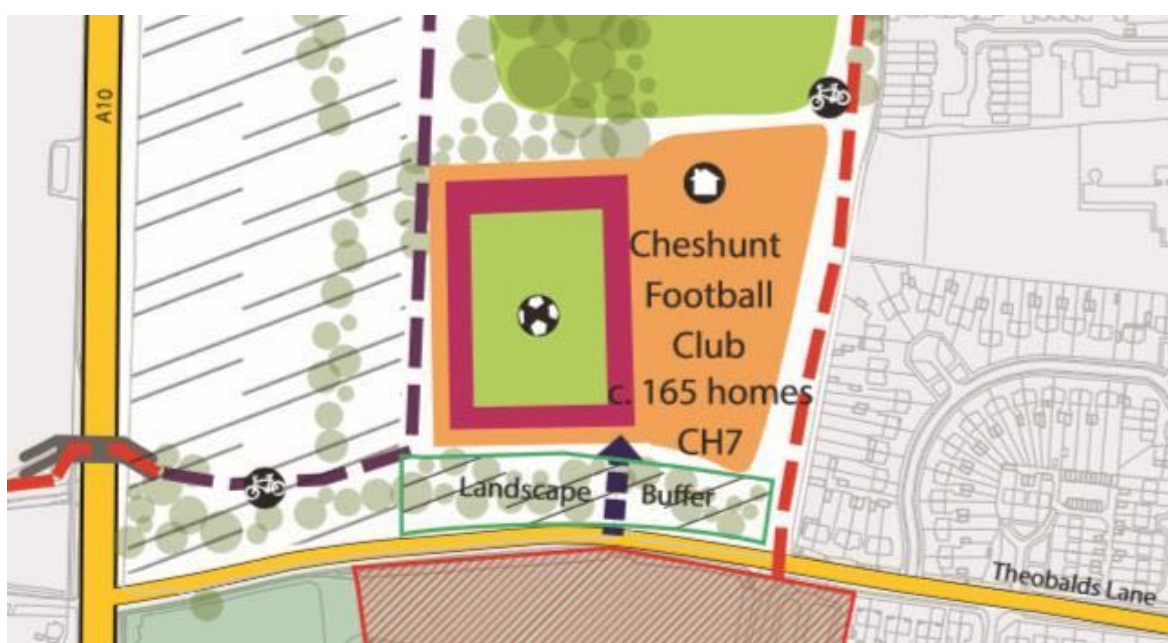 A10
Cheshunt
Football
Club
c. 165 homes
CH7
Landscape Buffer
Theobalds Lane